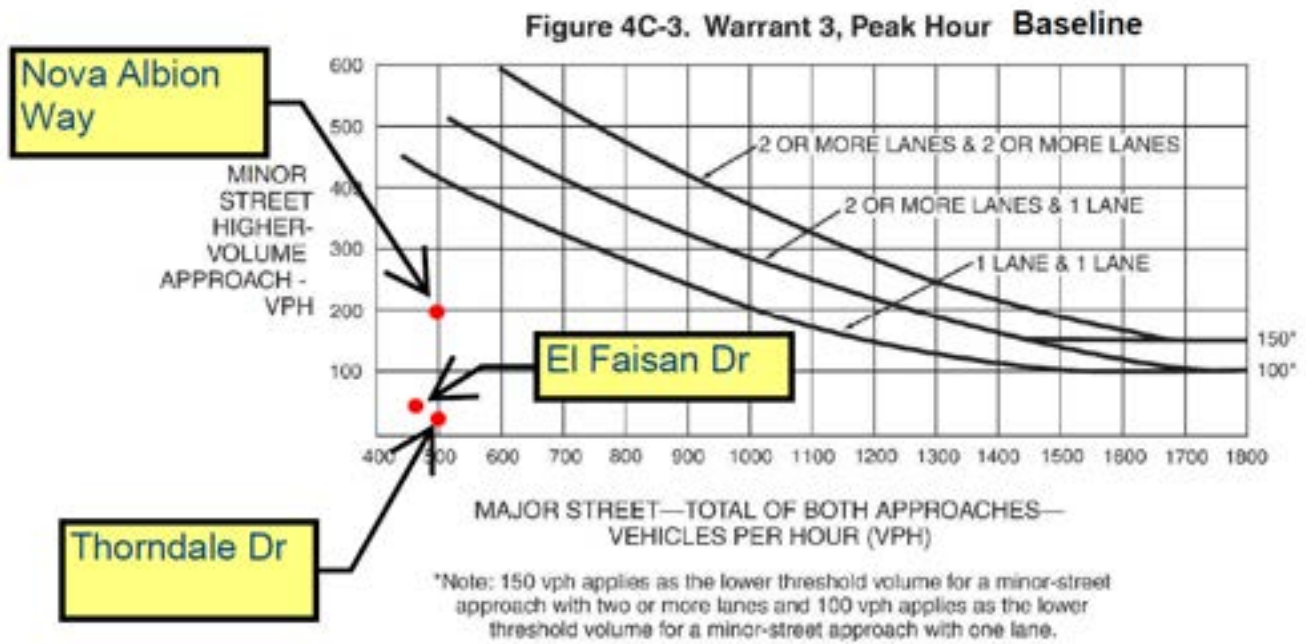 Figure 4C-3. Warrant 3, Peak Hour Baseline
Nova Albion
Way
MINOR
STREET
HIGHER-
VOLUME
APPROACH -
VPH
600
500
400
300
200
100
2 OR MORE LANES & 2 OR MORE LANES
2 OR MORE LANES & 1 LANE
1 LANE & 1 LANE
El Faisan Dr
150*
100*
400 500 600 700 800 900 1000 1100 1200 1300 1400 1500 1600 1700 1800
Thorndale Dr
MAJOR STREET—TOTAL OF BOTH APPROACHES—
VEHICLES PER HOUR (VPH)
*Note: 150 vph applies as the lower threshold volume for a minor-street
approach with two or more lanes and 100 vph applies as the lower
threshold volume for a minor-street approach with one lane.